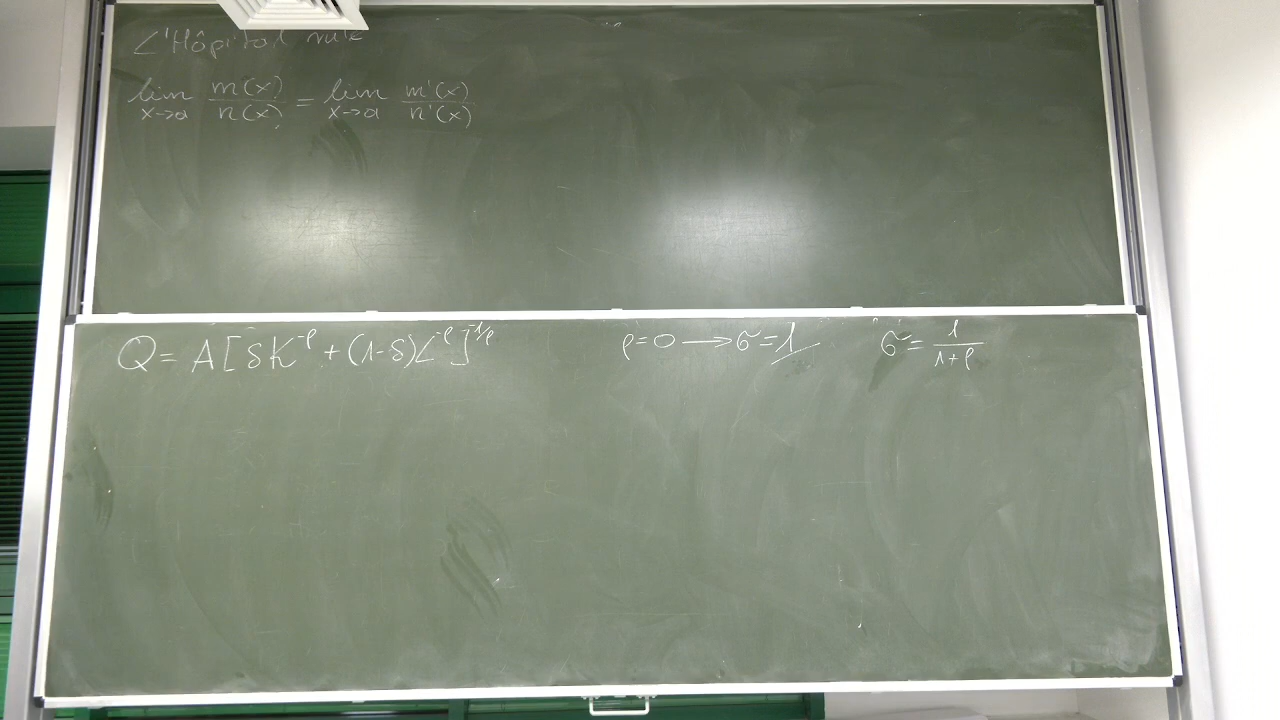 L'Hôpital rule
lim x→a m(x)/n(x) = lim x→a m'(x)/n'(x)
Q = A[δK^-ρ + (1-δ)L^-ρ]^-1/ρ ρ=0 → σ=1 σ = 1/(1+ρ)